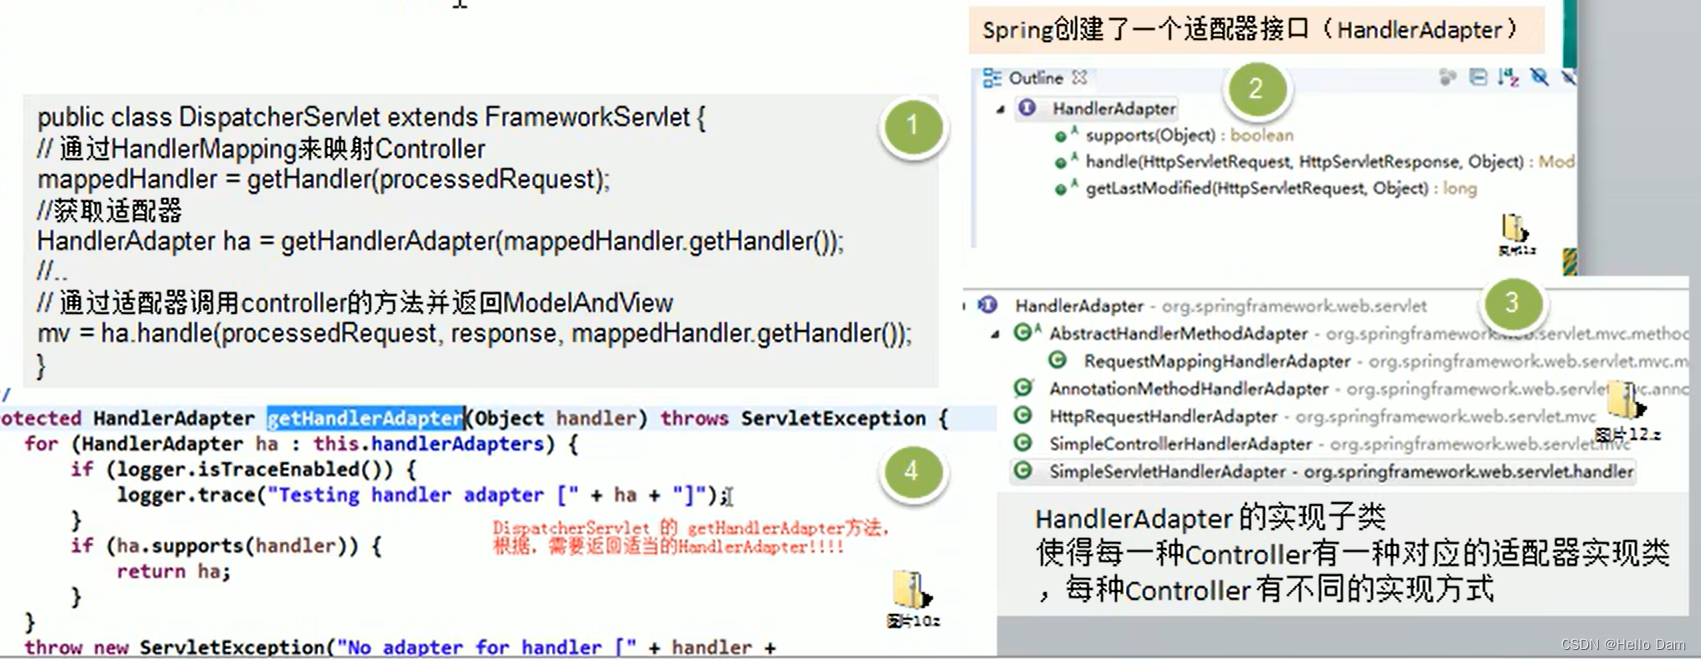 public class DispatcherServlet extends FrameworkServlet {
// 通过HandlerMapping来映射Controller
mappedHandler = getHandler(processedRequest);
//获取适配器
HandlerAdapter ha = getHandlerAdapter(mappedHandler.getHandler());
//..
// 通过适配器调用controller的方法并返回ModelAndView
mv = ha.handle(processedRequest, response, mappedHandler.getHandler());
}
1
Spring创建了一个适配器接口（HandlerAdapter）
Outline
2
HandlerAdapter
supports(Object) : boolean
handle(HttpServletRequest, HttpServletResponse, Object) : Mod
getLastModified(HttpServletRequest, Object) : long
3
HandlerAdapter - org.springframework.web.servlet
AbstractHandlerMethodAdapter - org.springframework.web.servlet.mvc.method
RequestMappingHandlerAdapter - org.springframework.web.servlet.mvc.m
AnnotationMethodHandlerAdapter - org.springframework.web.servlet.mvc.anno
HttpRequestHandlerAdapter - org.springframework.web.servlet.mvc
SimpleControllerHandlerAdapter - org.springframework.web.servlet.mvc
图片12.z
SimpleServletHandlerAdapter - org.springframework.web.servlet.handler
HandlerAdapter 的实现子类
使得每一种Controller有一种对应的适配器实现类
，每种Controller 有不同的实现方式
/
otected HandlerAdapter getHandlerAdapter(Object handler) throws ServletException {
for (HandlerAdapter ha : this.handlerAdapters) {
if (logger.isTraceEnabled()) {
logger.trace("Testing handler adapter [" + ha + "]");
}
4
DispatcherServlet 的 getHandlerAdapter方法，
根据，需要返回适当的HandlerAdapter!!!!
if (ha.supports(handler)) {
return ha;
}
图片10.z
}
throw new ServletException("No adapter for handler [" + handler +
CSDN @Hello Dam